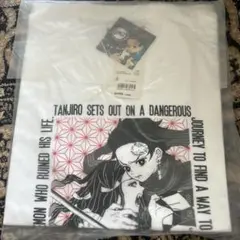 TANJIRO SETS OUT ON A DANGEROUS
JOURNEY TO FIND A WAY TO
MON WHO RUINED HIS LIFE.